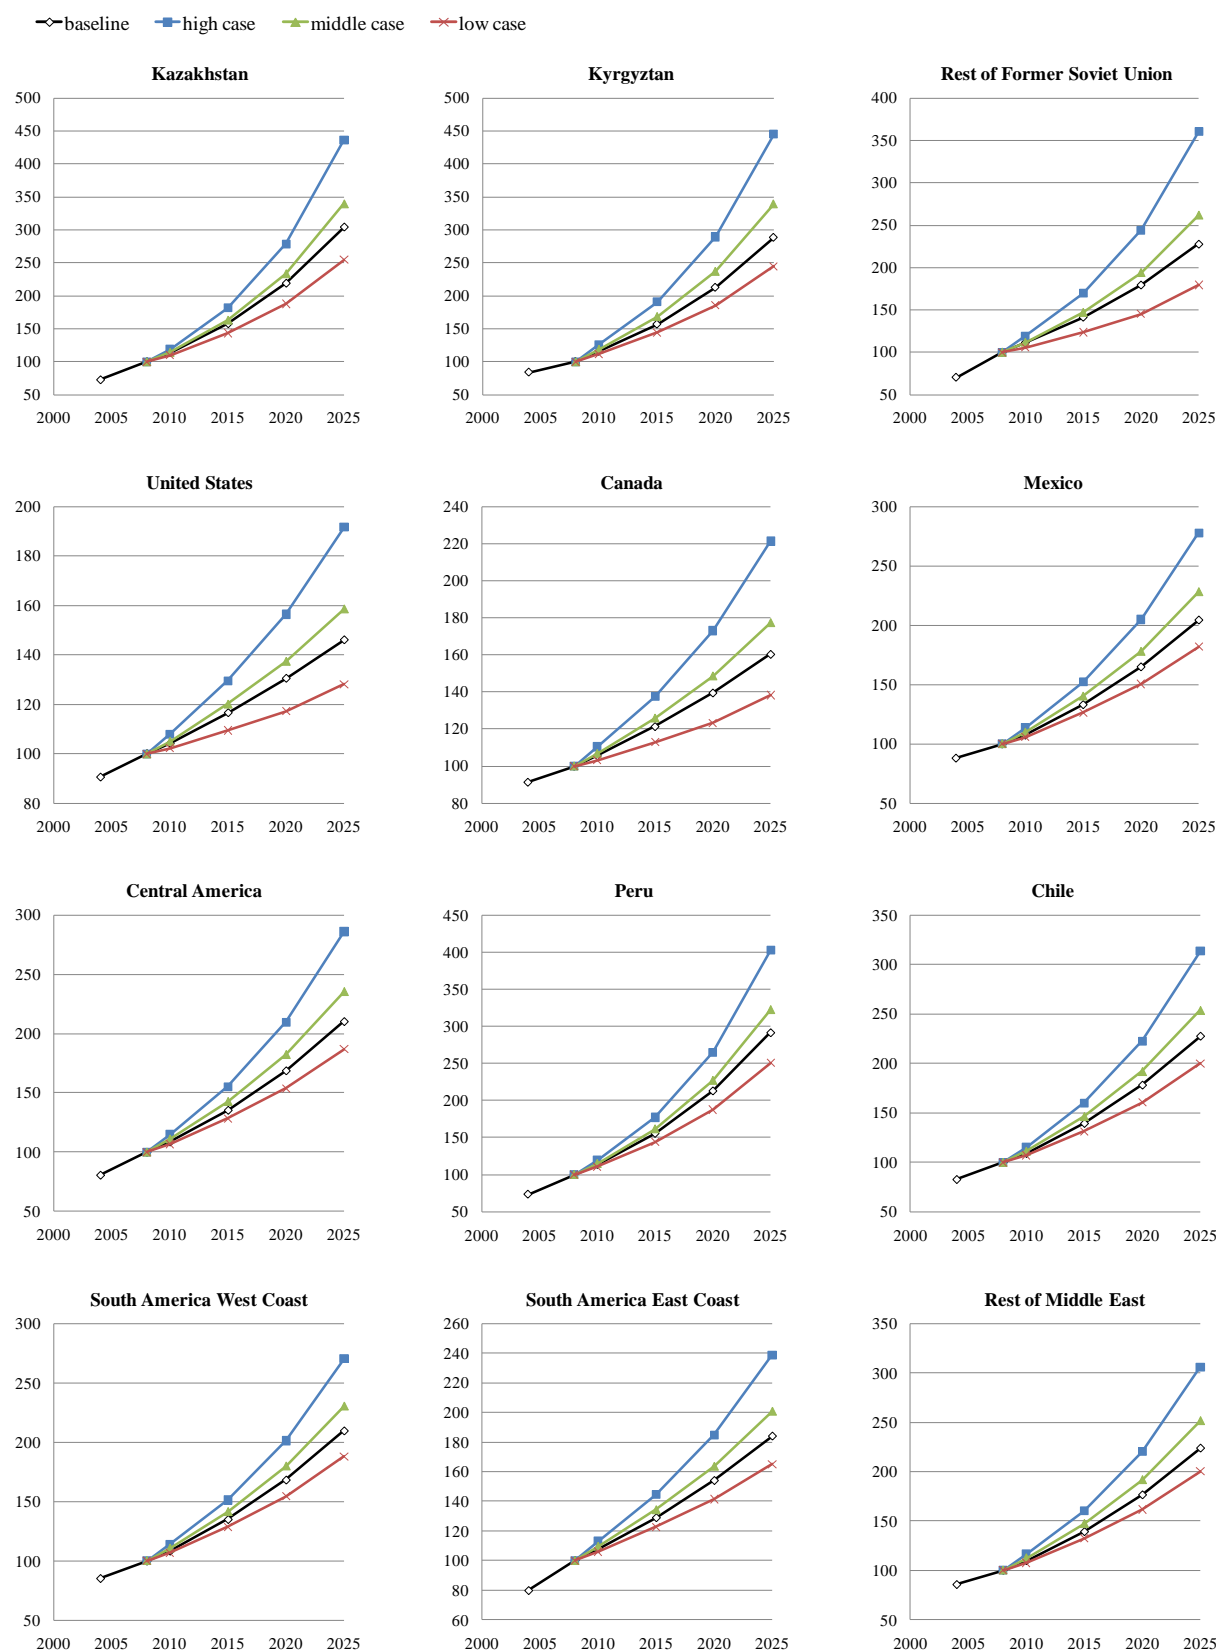 baseline high case middle case low case
Kazakhstan Kyrgyztan Rest of Former Soviet Union
500 500 400
450 450 350
400 400 300
350 350 250
300 300 200
250 250 150
200 200 100
150 150 50
100 100
50 50
2000 2005 2010 2015 2020 2025 2000 2005 2010 2015 2020 2025 2000 2005 2010 2015 2020 2025
United States Canada Mexico
200 240 300
180 220 250
160 200 200
140 180 150
120 160 100
100 140 50
80 120
100
80
2000 2005 2010 2015 2020 2025 2000 2005 2010 2015 2020 2025 2000 2005 2010 2015 2020 2025
Central America Peru Chile
300 450 350
250 400 300
200 350 250
150 300 200
100 250 150
50 200 100
150 50
100
50
2000 2005 2010 2015 2020 2025 2000 2005 2010 2015 2020 2025 2000 2005 2010 2015 2020 2025
South America West Coast South America East Coast Rest of Middle East
300 260 350
250 240 300
200 220 250
150 200 200
100 180 150
50 160 100
140 50
120
100
80
60
2000 2005 2010 2015 2020 2025 2000 2005 2010 2015 2020 2025 2000 2005 2010 2015 2020 2025